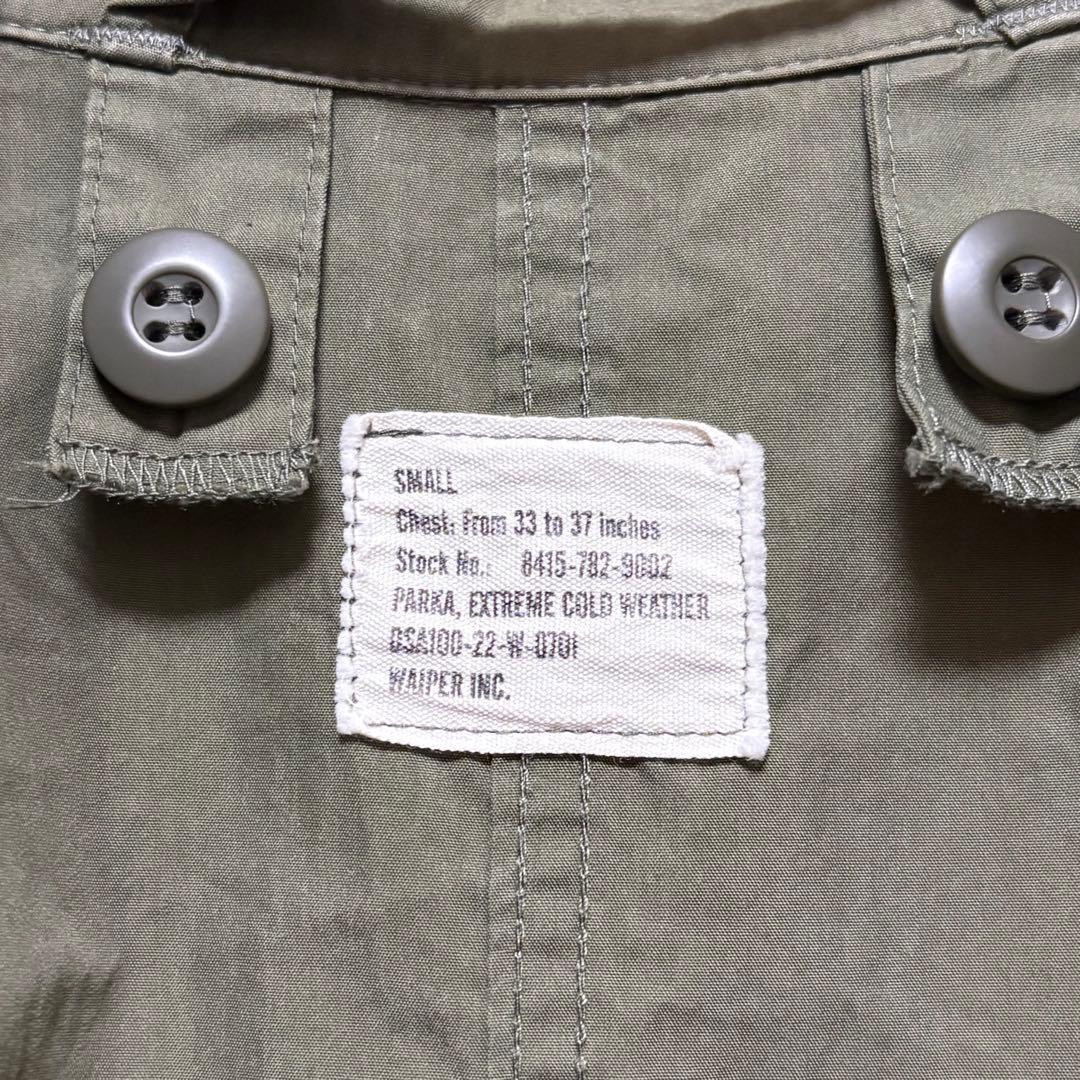 SMALL
Chest: From 33 to 37 inches
Stock No.: 8415-782-9002
PARKA, EXTREME COLD WEATHER
DSA100-22-W-0701
WAIPER INC.